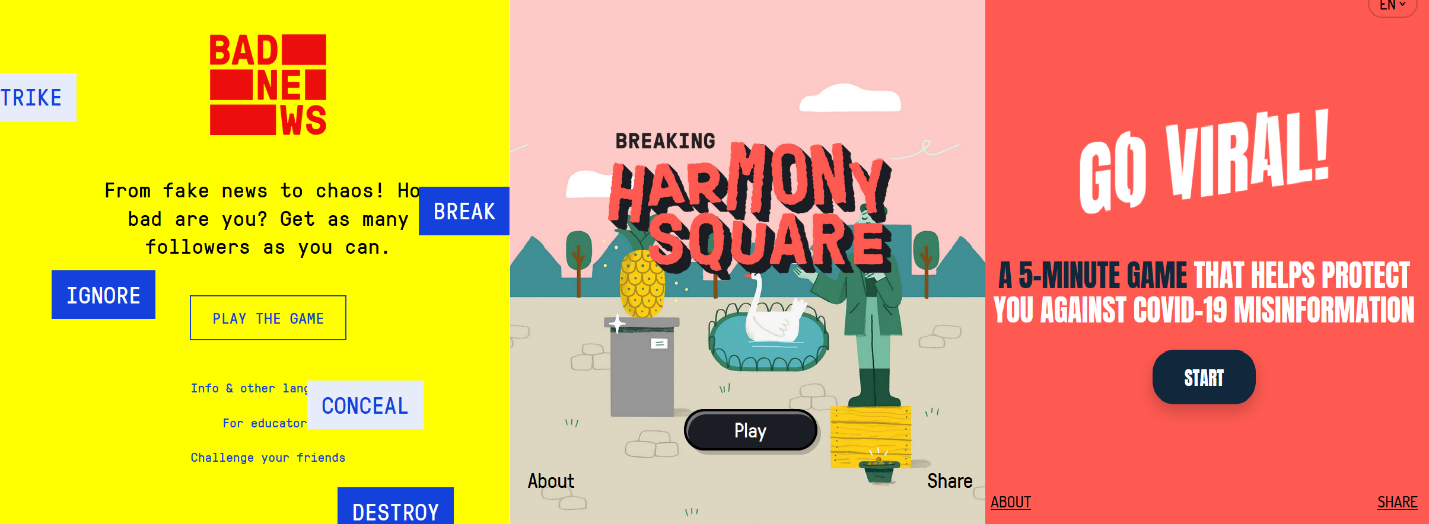 BAD
NE
WS
TRIKE
From fake news to chaos! Ho
bad are you? Get as many
followers as you can.
BREAK
IGNORE
PLAY THE GAME
Info & other lang
CONCEAL
For educator
Challenge your friends
DESTROY
BREAKING
HARMONY
SQUARE
Play
About
Share
EN
GO VIRAL!
A 5-MINUTE GAME THAT HELPS PROTECT
YOU AGAINST COVID-19 MISINFORMATION
START
ABOUT
SHARE